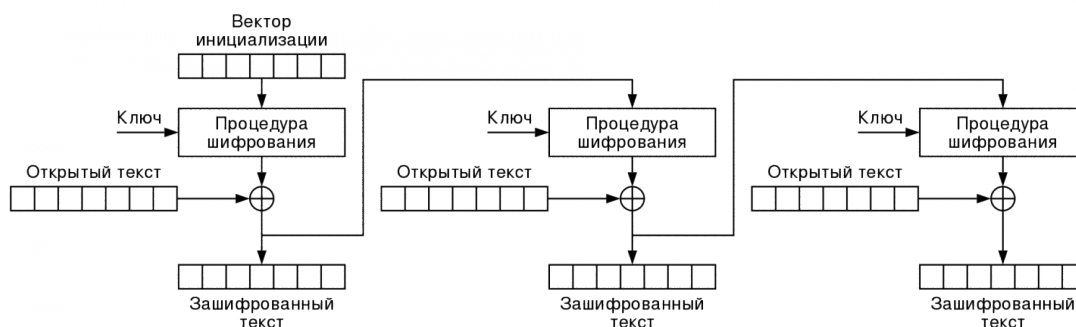 Вектор
инициализации
Ключ
Процедура
шифрования
Ключ
Процедура
шифрования
Ключ
Процедура
шифрования
Открытый текст
Открытый текст
Открытый текст
Зашифрованный
текст
Зашифрованный
текст
Зашифрованный
текст